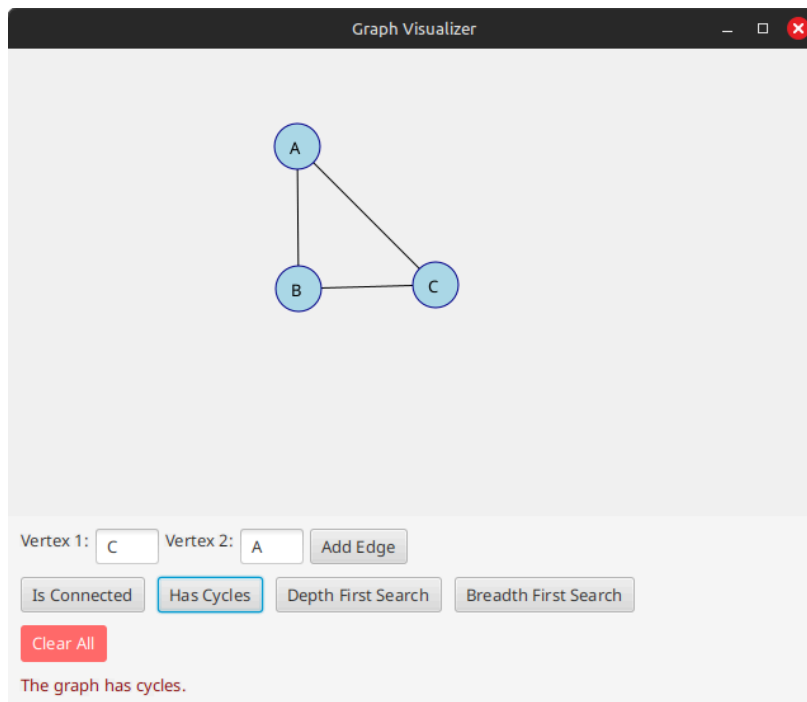 Graph Visualizer
A
B
C
Vertex 1: C Vertex 2: A Add Edge
Is Connected Has Cycles Depth First Search Breadth First Search
Clear All
The graph has cycles.